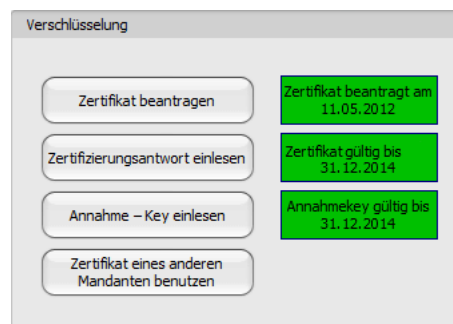 Verschlüsselung
Zertifikat beantragen
Zertifikat beantragt am
11.05.2012
Zertifizierungsantwort einlesen
Zertifikat gültig bis
31.12.2014
Annahme – Key einlesen
Annahmekey gültig bis
31.12.2014
Zertifikat eines anderen
Mandanten benutzen